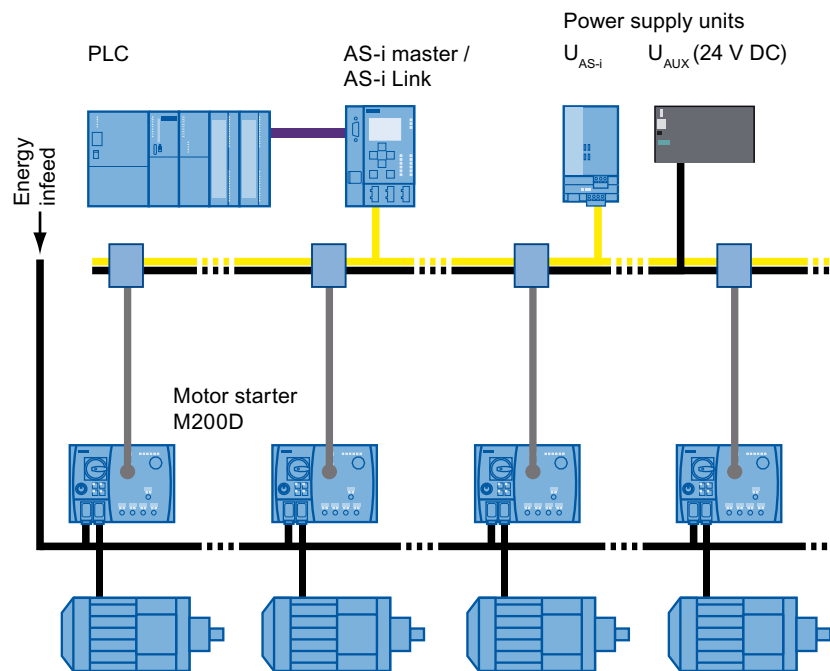 Power supply units
PLC
AS-i master /
AS-i Link
U_AS-i
U_AUX (24 V DC)
Energy
infeed
Motor starter
M200D